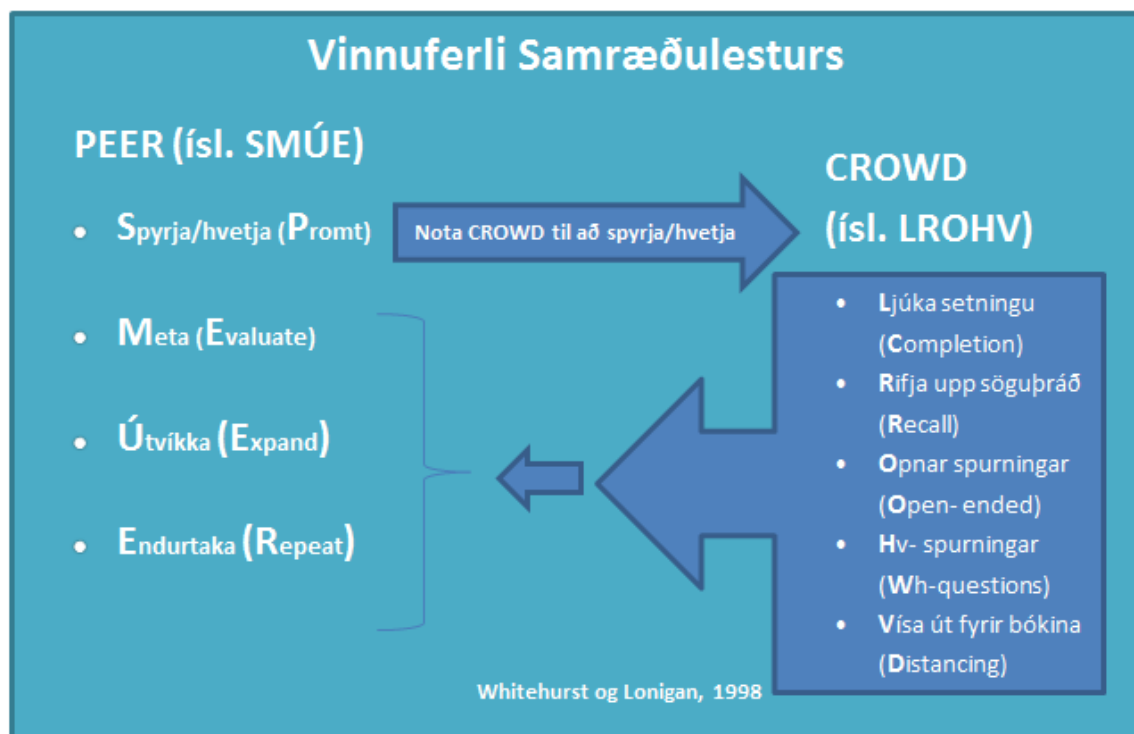 Vinnuferli Samræðulesturs
PEER (ísl. SMÚE)
• Spyrja/hvetja (Promt)
• Meta (Evaluate)
• Útvíkka (Expand)
• Endurtaka (Repeat)
Nota CROWD til að spyrja/hvetja
CROWD
(ísl. LROHV)
• Ljúka setningu
(Completion)
• Rifja upp söguþráð
(Recall)
• Opnar spurningar
(Open- ended)
• Hv- spurningar
(Wh-questions)
• Vísa út fyrir bókina
(Distancing)
Whitehurst og Lonigan, 1998